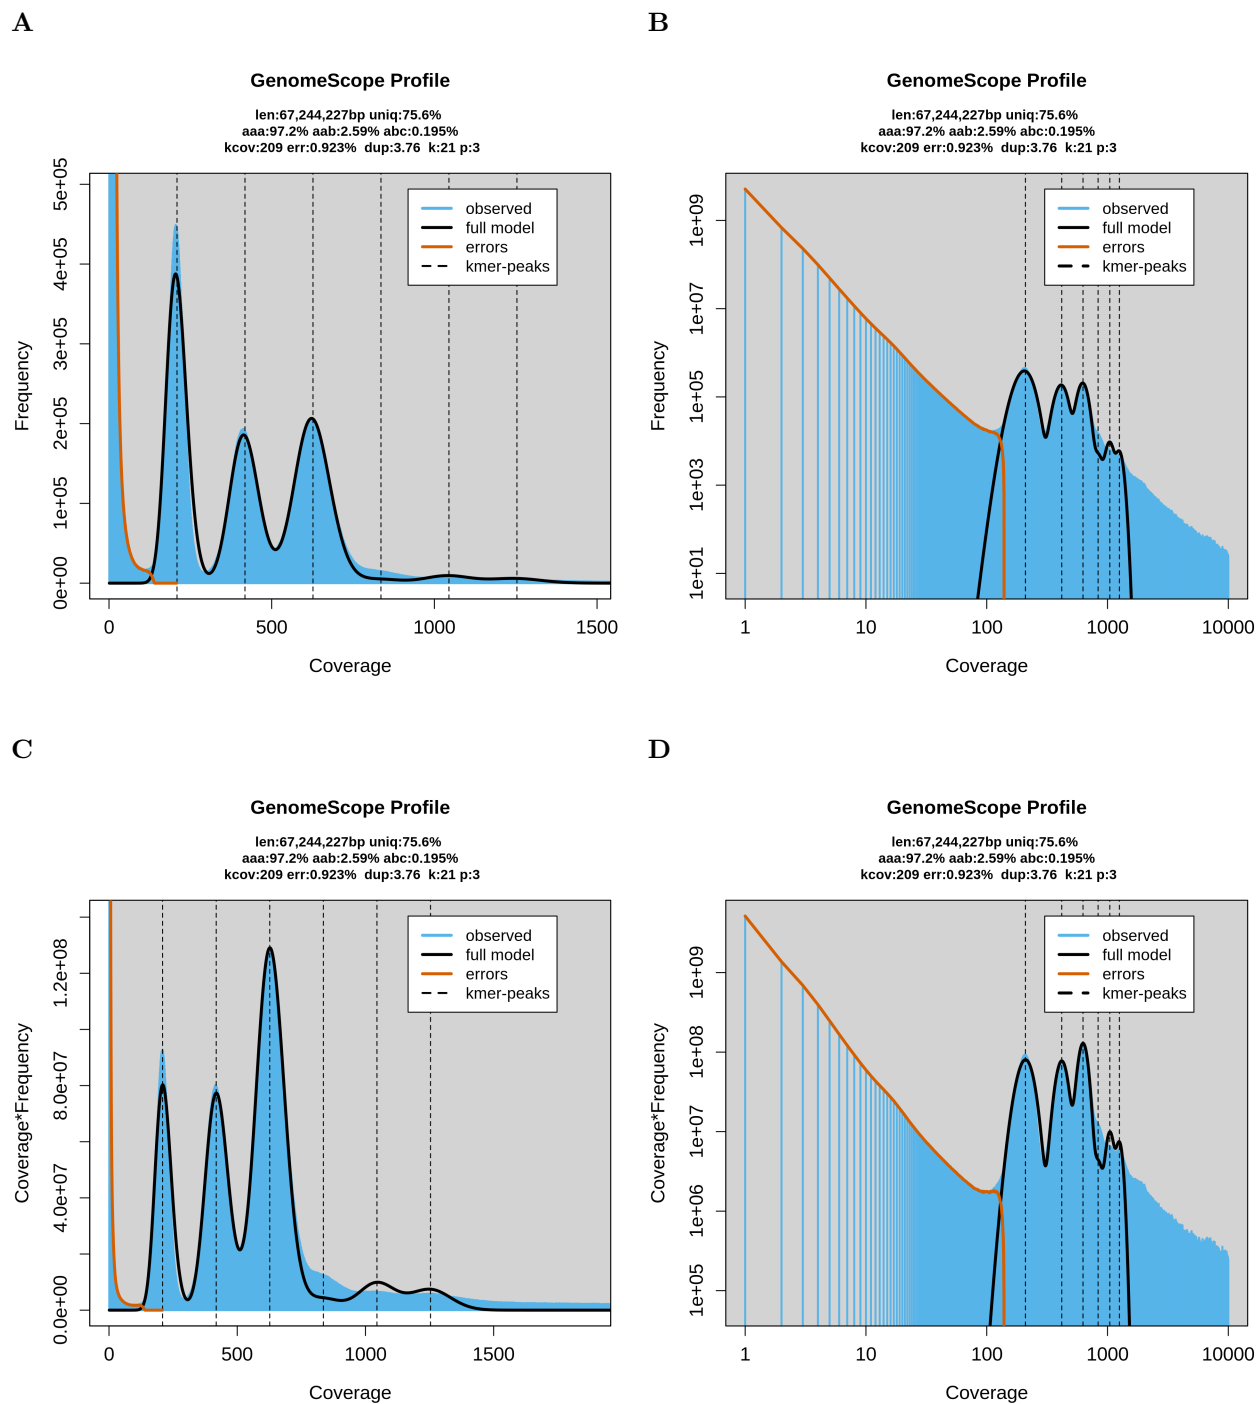 A
GenomeScope Profile
len:67,244,227bp uniq:75.6%
aaa:97.2% aab:2.59% abc:0.195%
kcov:209 err:0.923% dup:3.76 k:21 p:3
observed
full model
errors
kmer-peaks
Frequency
0e+00 1e+05 2e+05 3e+05 4e+05 5e+05
0 500 1000 1500
Coverage
B
GenomeScope Profile
len:67,244,227bp uniq:75.6%
aaa:97.2% aab:2.59% abc:0.195%
kcov:209 err:0.923% dup:3.76 k:21 p:3
observed
full model
errors
kmer-peaks
Frequency
1e+01 1e+03 1e+05 1e+07 1e+09
1 10 100 1000 10000
Coverage
C
GenomeScope Profile
len:67,244,227bp uniq:75.6%
aaa:97.2% aab:2.59% abc:0.195%
kcov:209 err:0.923% dup:3.76 k:21 p:3
observed
full model
errors
kmer-peaks
Coverage*Frequency
0.0e+00 4.0e+07 8.0e+07 1.2e+08
0 500 1000 1500
Coverage
D
GenomeScope Profile
len:67,244,227bp uniq:75.6%
aaa:97.2% aab:2.59% abc:0.195%
kcov:209 err:0.923% dup:3.76 k:21 p:3
observed
full model
errors
kmer-peaks
Coverage*Frequency
1e+05 1e+06 1e+07 1e+08 1e+09
1 10 100 1000 10000
Coverage